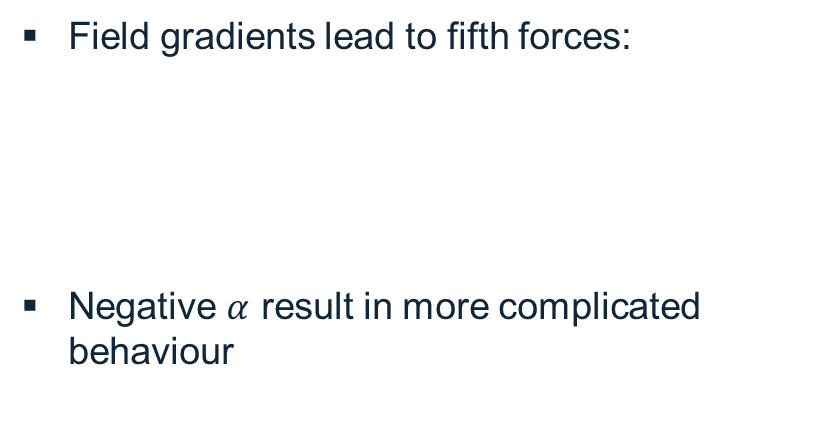 ▪ Field gradients lead to fifth forces:
▪ Negative 𝛼 result in more complicated
behaviour